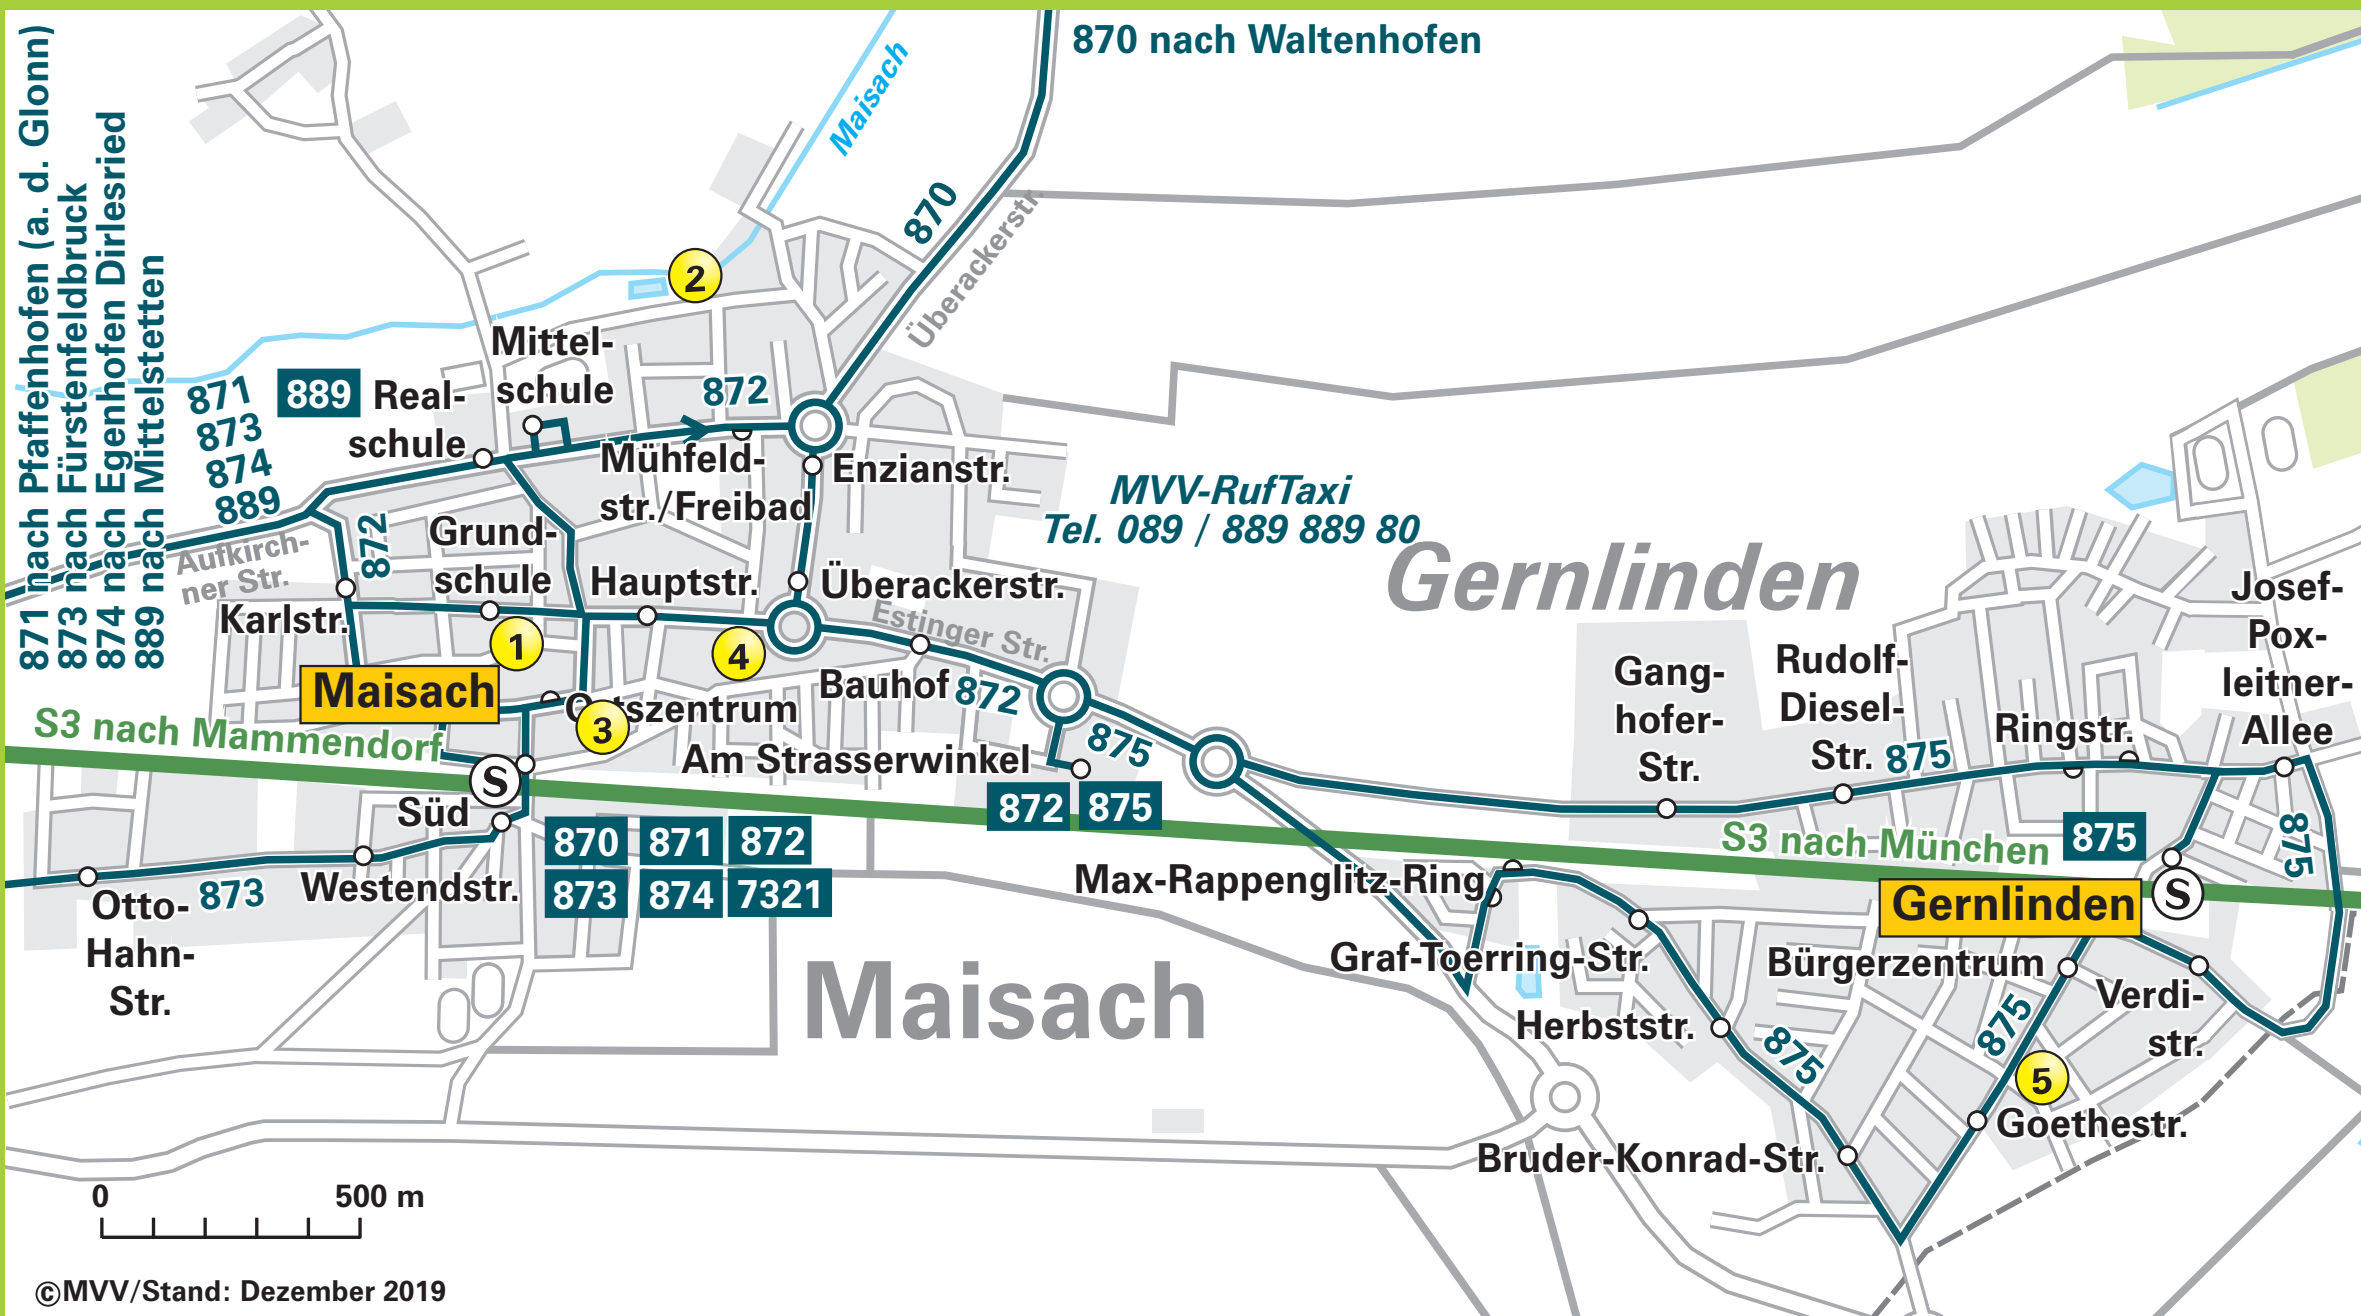 870 nach Waltenhofen
871 nach Pfaffenhofen (a. d. Glonn)
873 nach Fürstenfeldbruck
874 nach Egenhofen Dirlesried
889 nach Mittelstetten
Maisach
870
Überackerstr.
2
871
873
874
889
889
Real-
schule
Mittel-
schule
872
Mühlfeld-
str./Freibad
Enzianstr.
MVV-RufTaxi
Tel. 089 / 889 889 80
Gernlinden
Aufkirch-
ner Str.
872
Grund-
schule
Hauptstr.
Überackerstr.
Estinger Str.
Karlstr.
1
4
Maisach
Ortszentrum
3
Bauhof
872
875
Am Strasserwinkel
872
875
S3 nach Mammendorf
S
Süd
870
871
872
873
874
7321
Westendstr.
873
Otto-
Hahn-
Str.
Gang-
hofer-
Str.
Rudolf-
Diesel-
Str.
875
Ringstr.
Josef-
Pox-
leitner-
Allee
875
S3 nach München
875
Gernlinden
S
Max-Rappenglitz-Ring
Graf-Toerring-Str.
Herbststr.
875
Bürgerzentrum
Verdi-
str.
875
5
Goethestr.
Bruder-Konrad-Str.
Maisach
0
500 m
©MVV/Stand: Dezember 2019